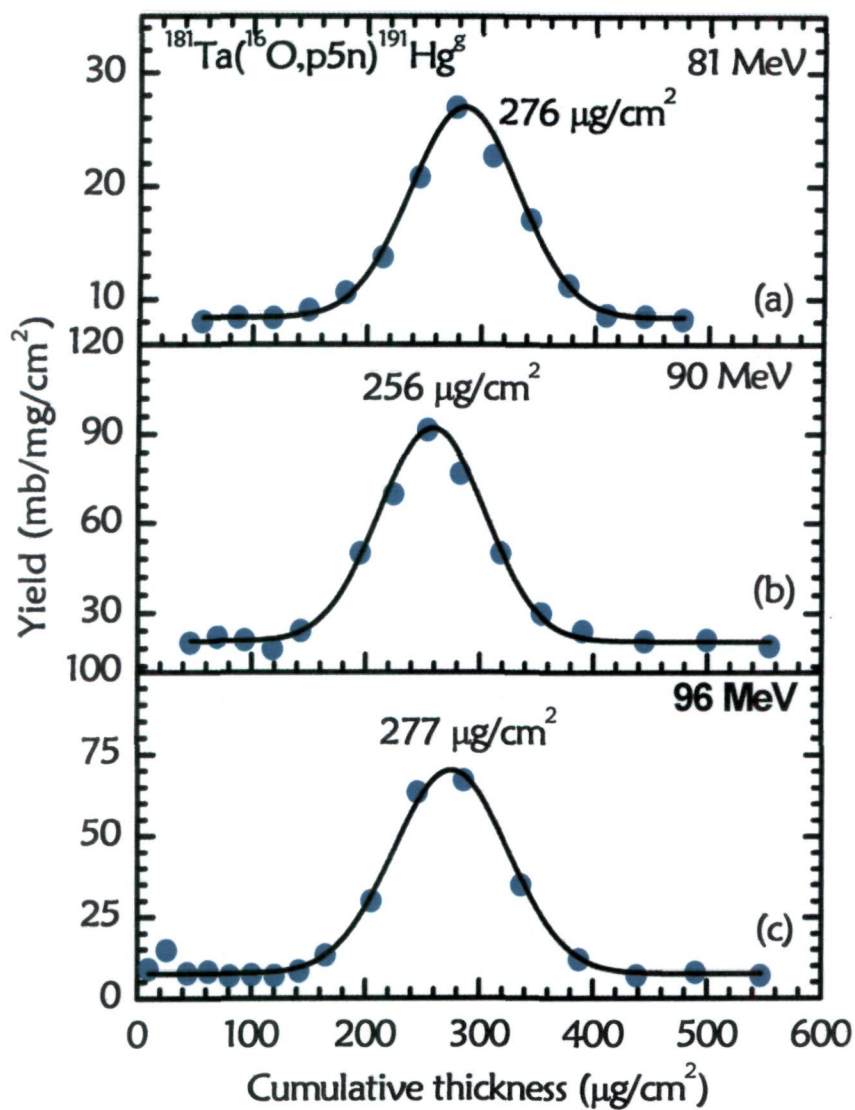 ¹⁸¹Ta(¹⁶O,p5n)¹⁹¹Hgᵍ
81 MeV
276 μg/cm²
30
20
10
(a)
90 MeV
256 μg/cm²
120
90
60
30
(b)
96 MeV
277 μg/cm²
100
75
50
25
0
(c)
Yield (mb/mg/cm²)
0 100 200 300 400 500 600
Cumulative thickness (μg/cm²)